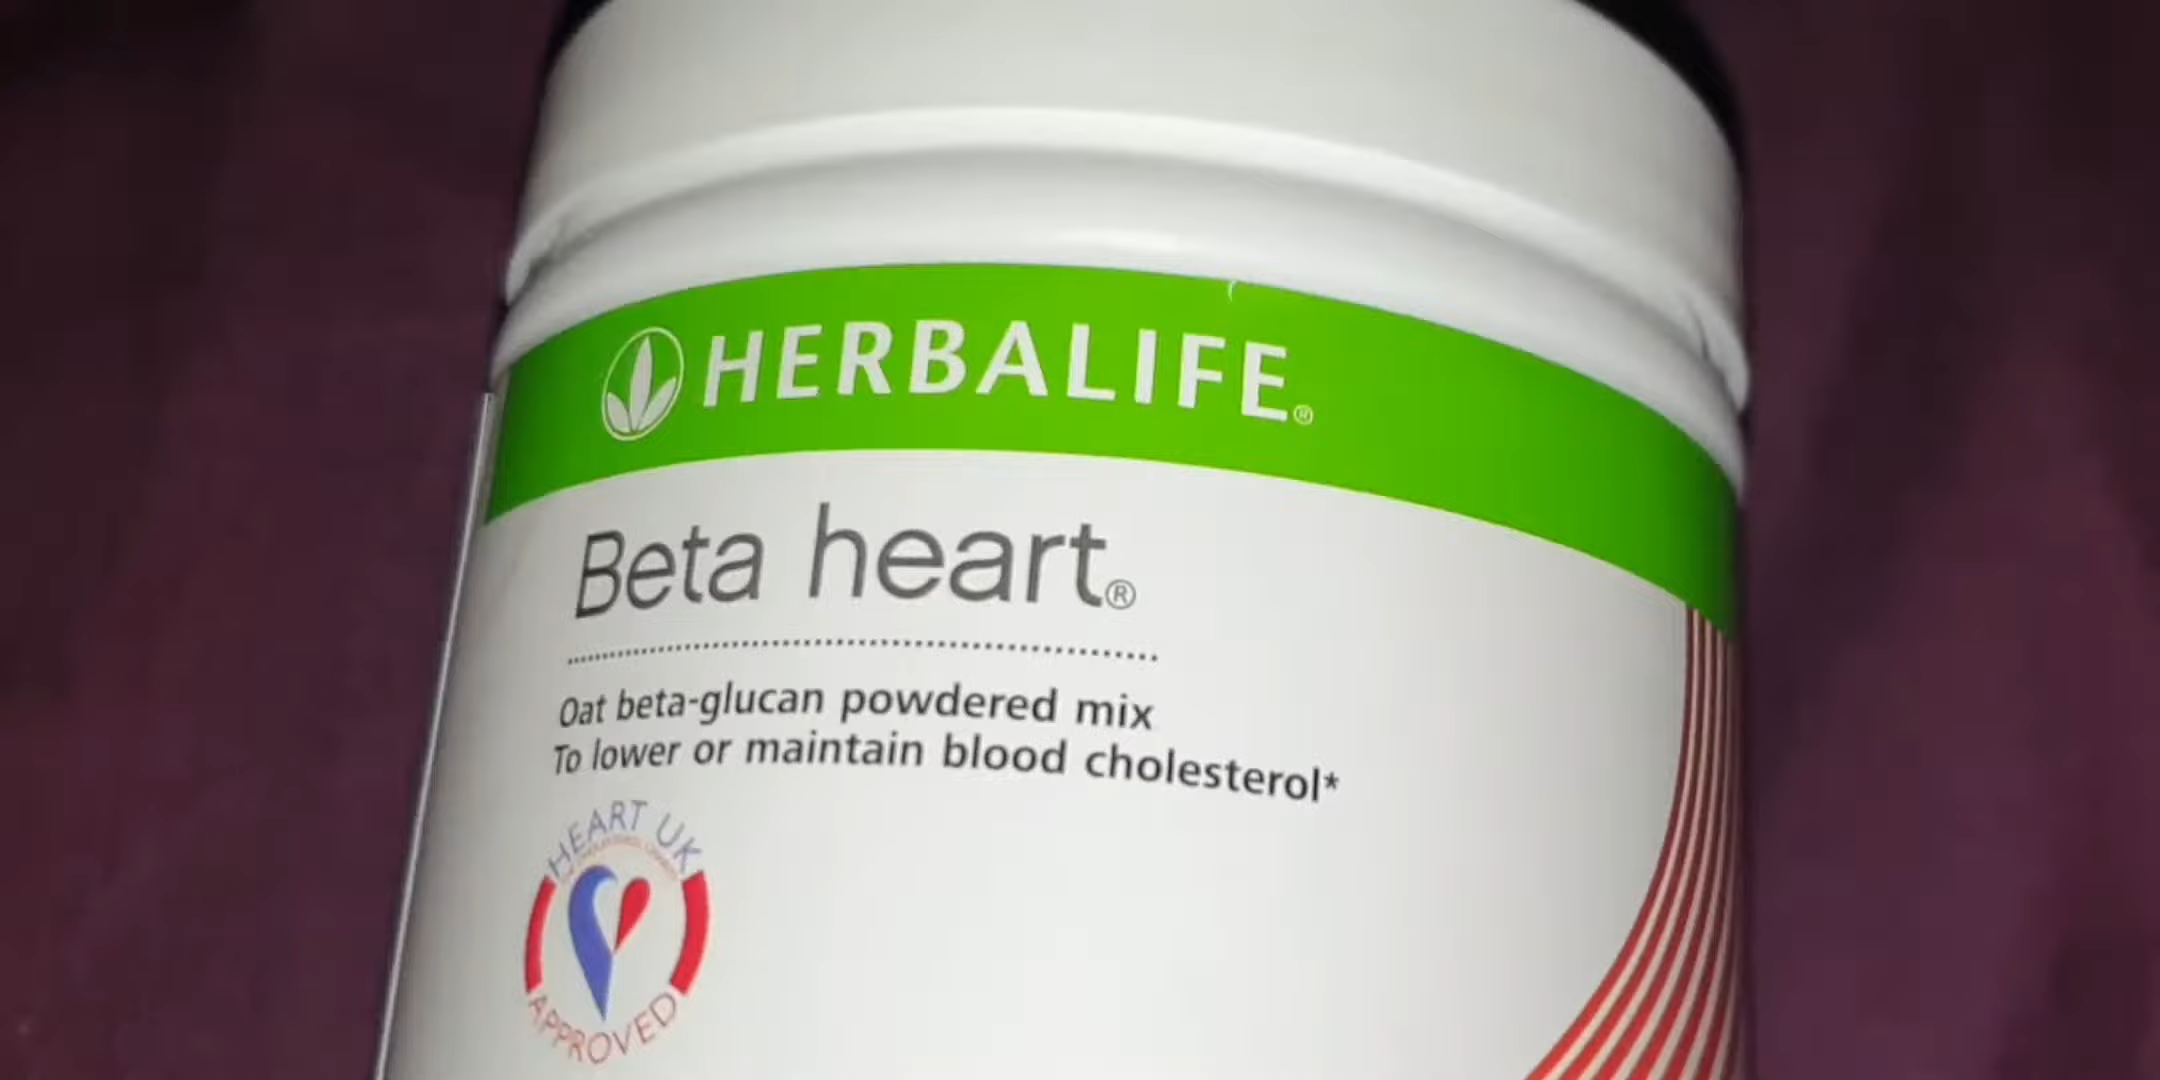 HERBALIFE®
Beta heart®
Oat beta-glucan powdered mix
To lower or maintain blood cholesterol*
HEART UK
APPROVED